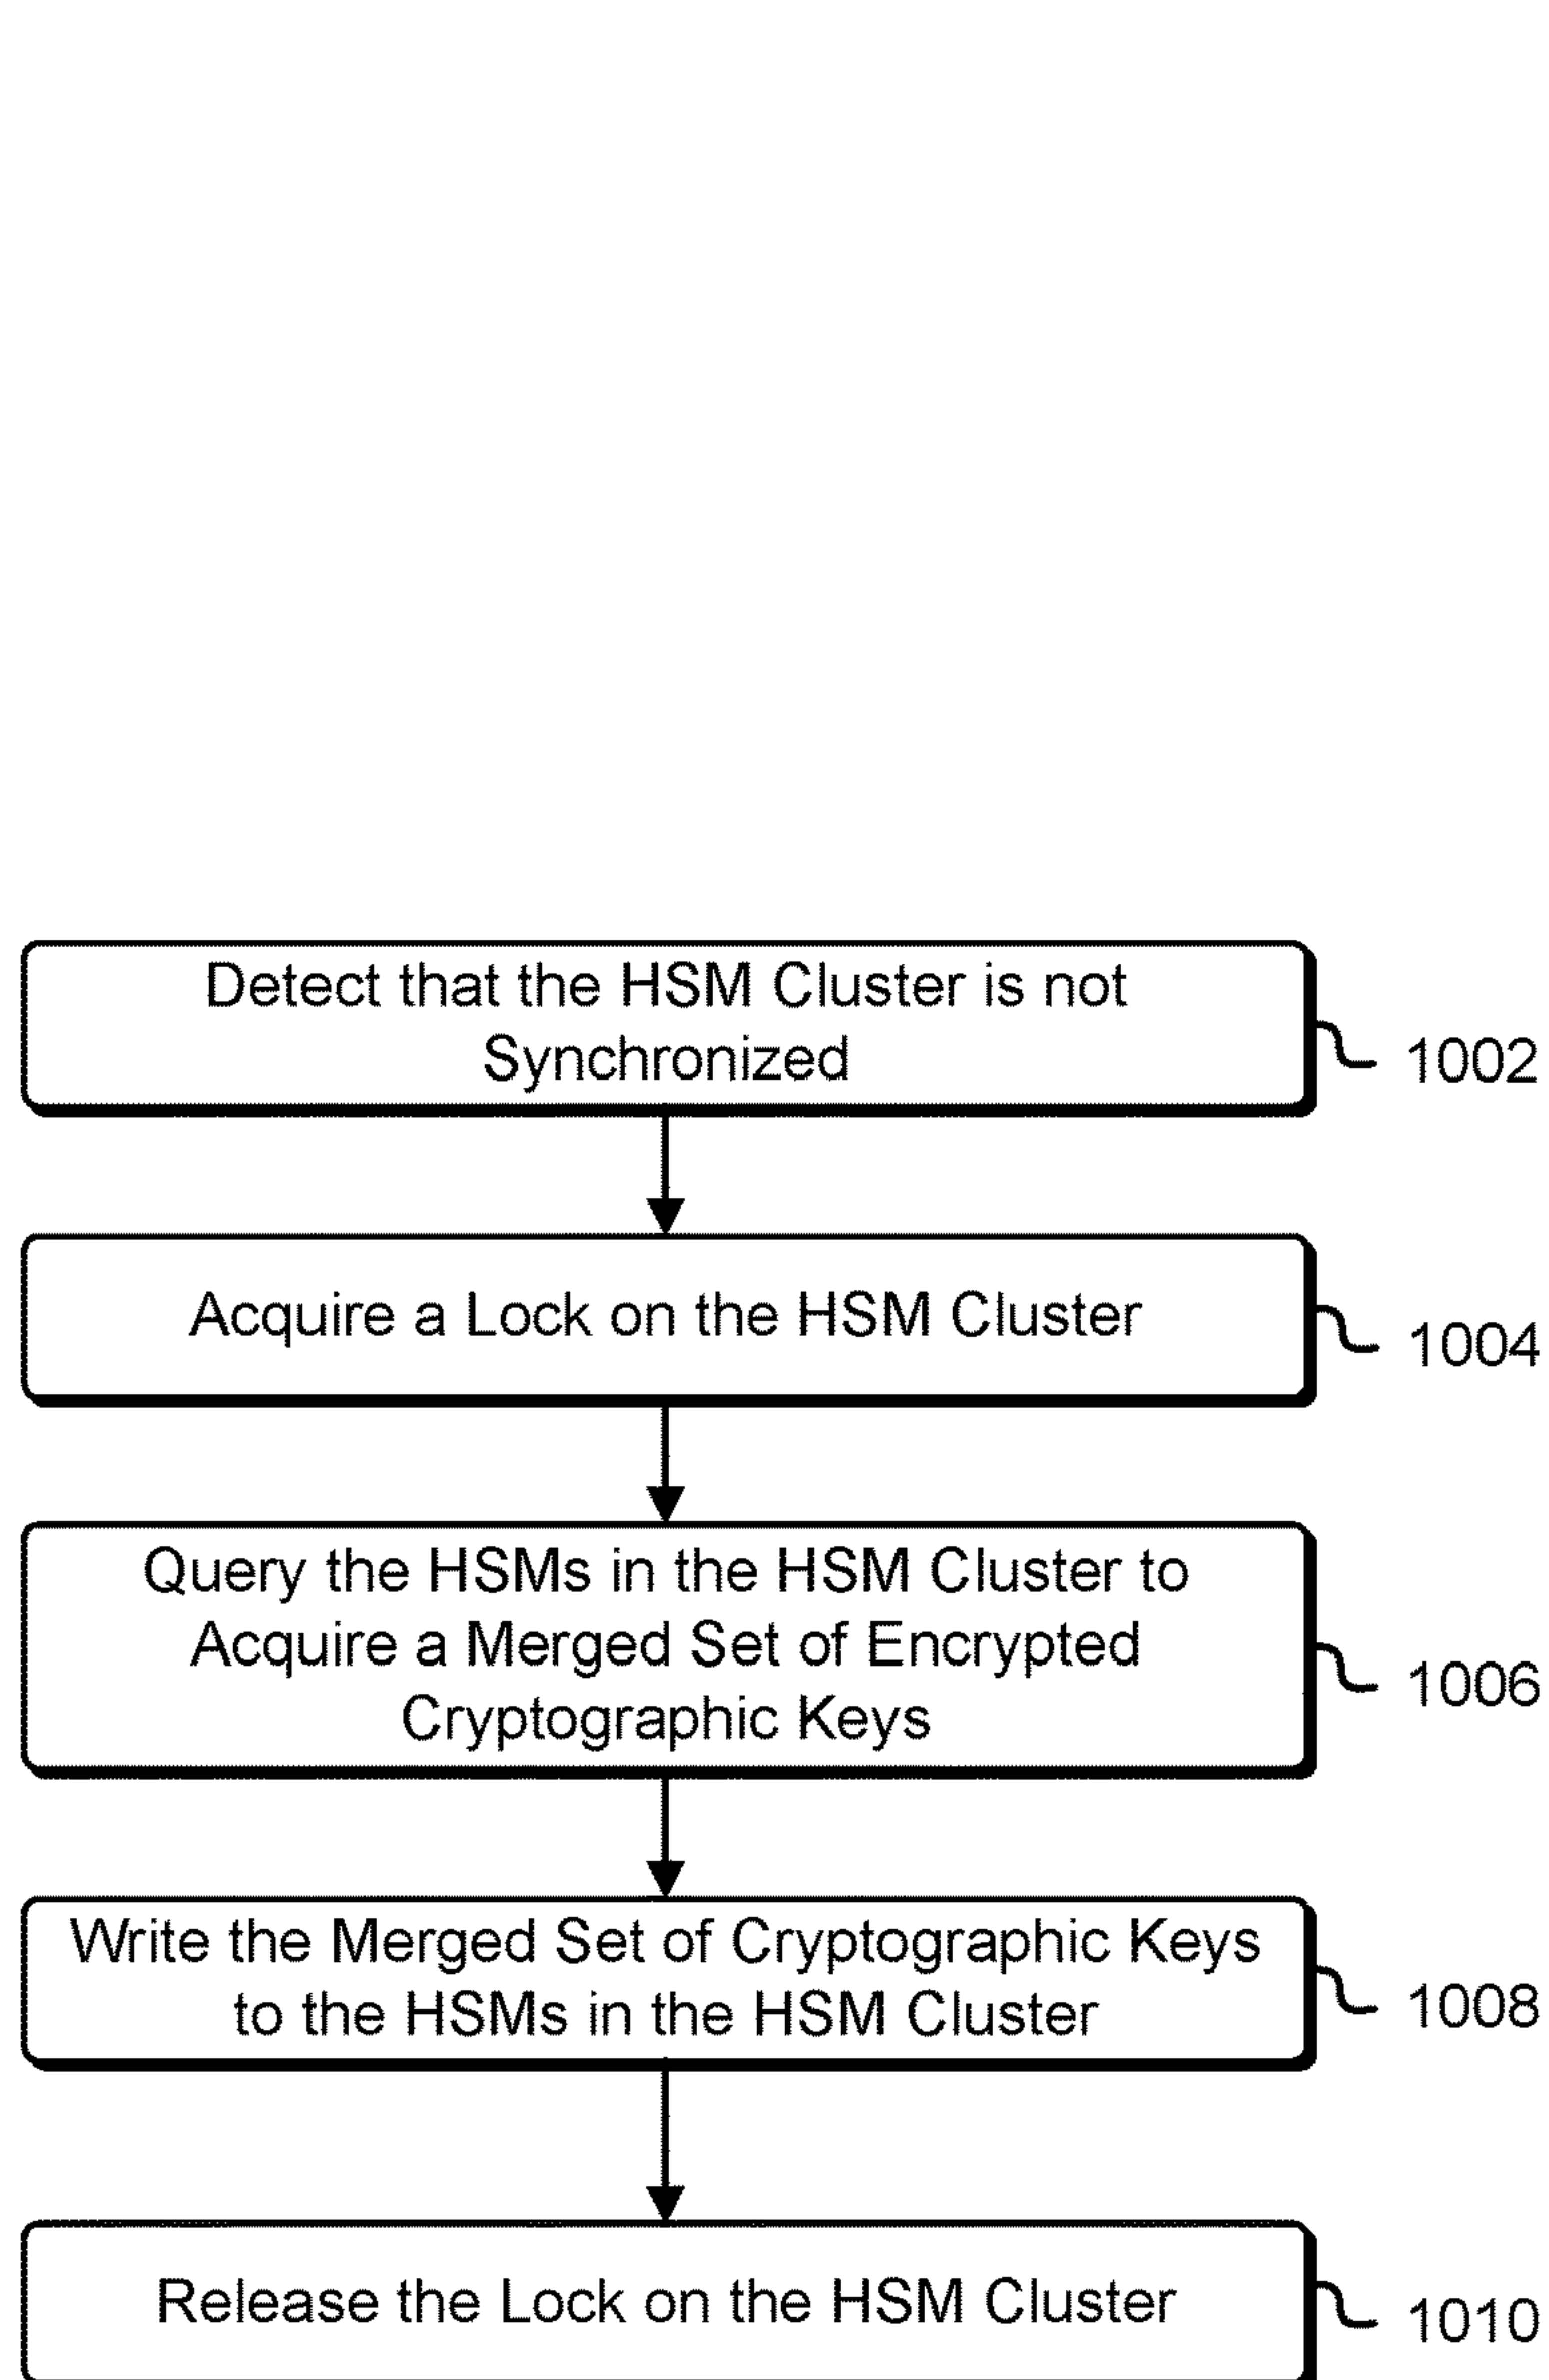 Detect that the HSM Cluster is not
Synchronized
1002
Acquire a Lock on the HSM Cluster
1004
Query the HSMs in the HSM Cluster to
Acquire a Merged Set of Encrypted
Cryptographic Keys
1006
Write the Merged Set of Cryptographic Keys
to the HSMs in the HSM Cluster
1008
Release the Lock on the HSM Cluster
1010